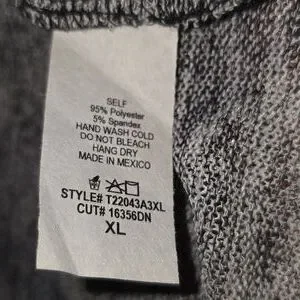 SELF
95% Polyester
5% Spandex
HAND WASH COLD
DO NOT BLEACH
HANG DRY
MADE IN MEXICO
STYLE# T22043A3XL
CUT# 16356DN
XL